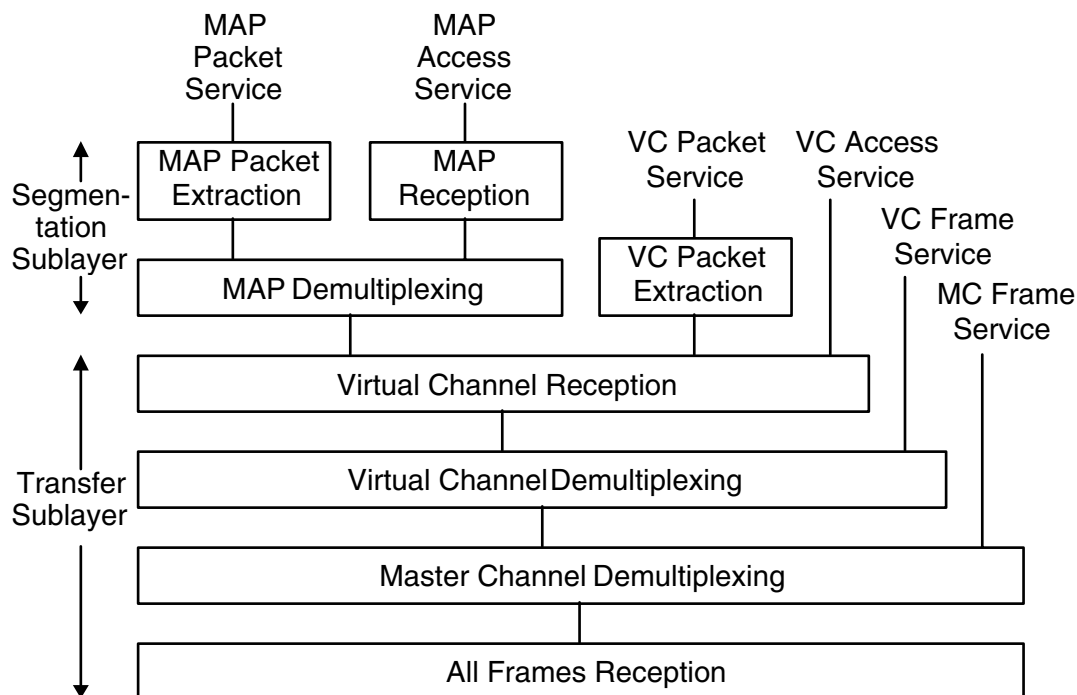 MAP
Packet
Service
MAP
Access
Service
MAP Packet
Extraction
MAP
Reception
VC Packet
Service
VC Access
Service
Segmen-
tation
Sublayer
VC Frame
Service
MAP Demultiplexing
VC Packet
Extraction
MC Frame
Service
Virtual Channel Reception
Virtual Channel Demultiplexing
Transfer
Sublayer
Master Channel Demultiplexing
All Frames Reception